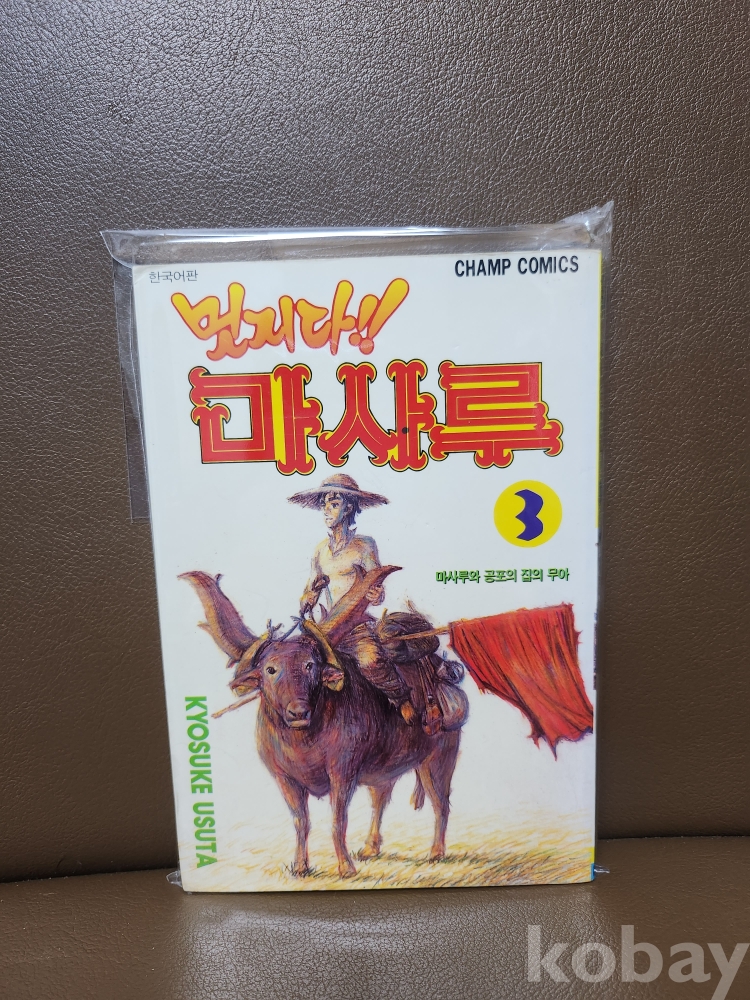 한국어판
CHAMP COMICS
멋지다!!
마사루
3
마사루와 공포의 집의 무아
KYOSUKE USUTA
kobay